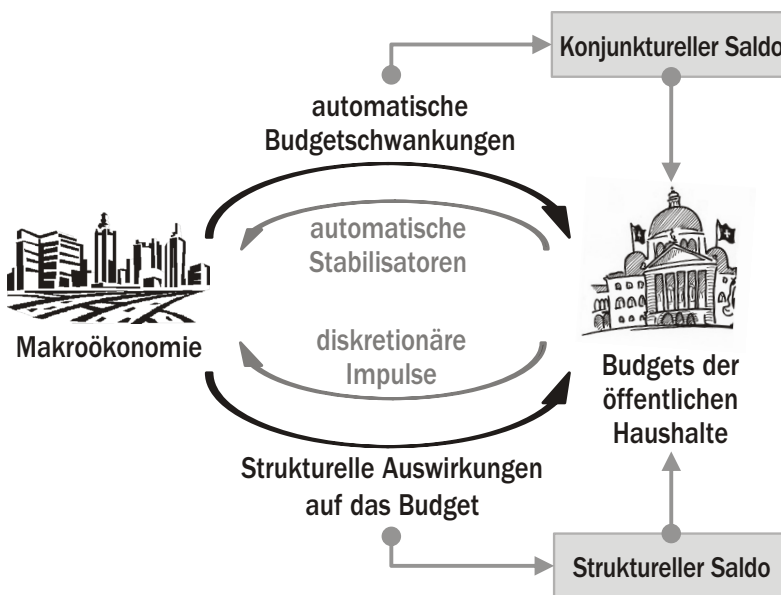 Konjunktureller Saldo
automatische
Budgetschwankungen
automatische
Stabilisatoren
Makroökonomie
diskretionäre
Impulse
Budgets der
öffentlichen
Haushalte
Strukturelle Auswirkungen
auf das Budget
Struktureller Saldo